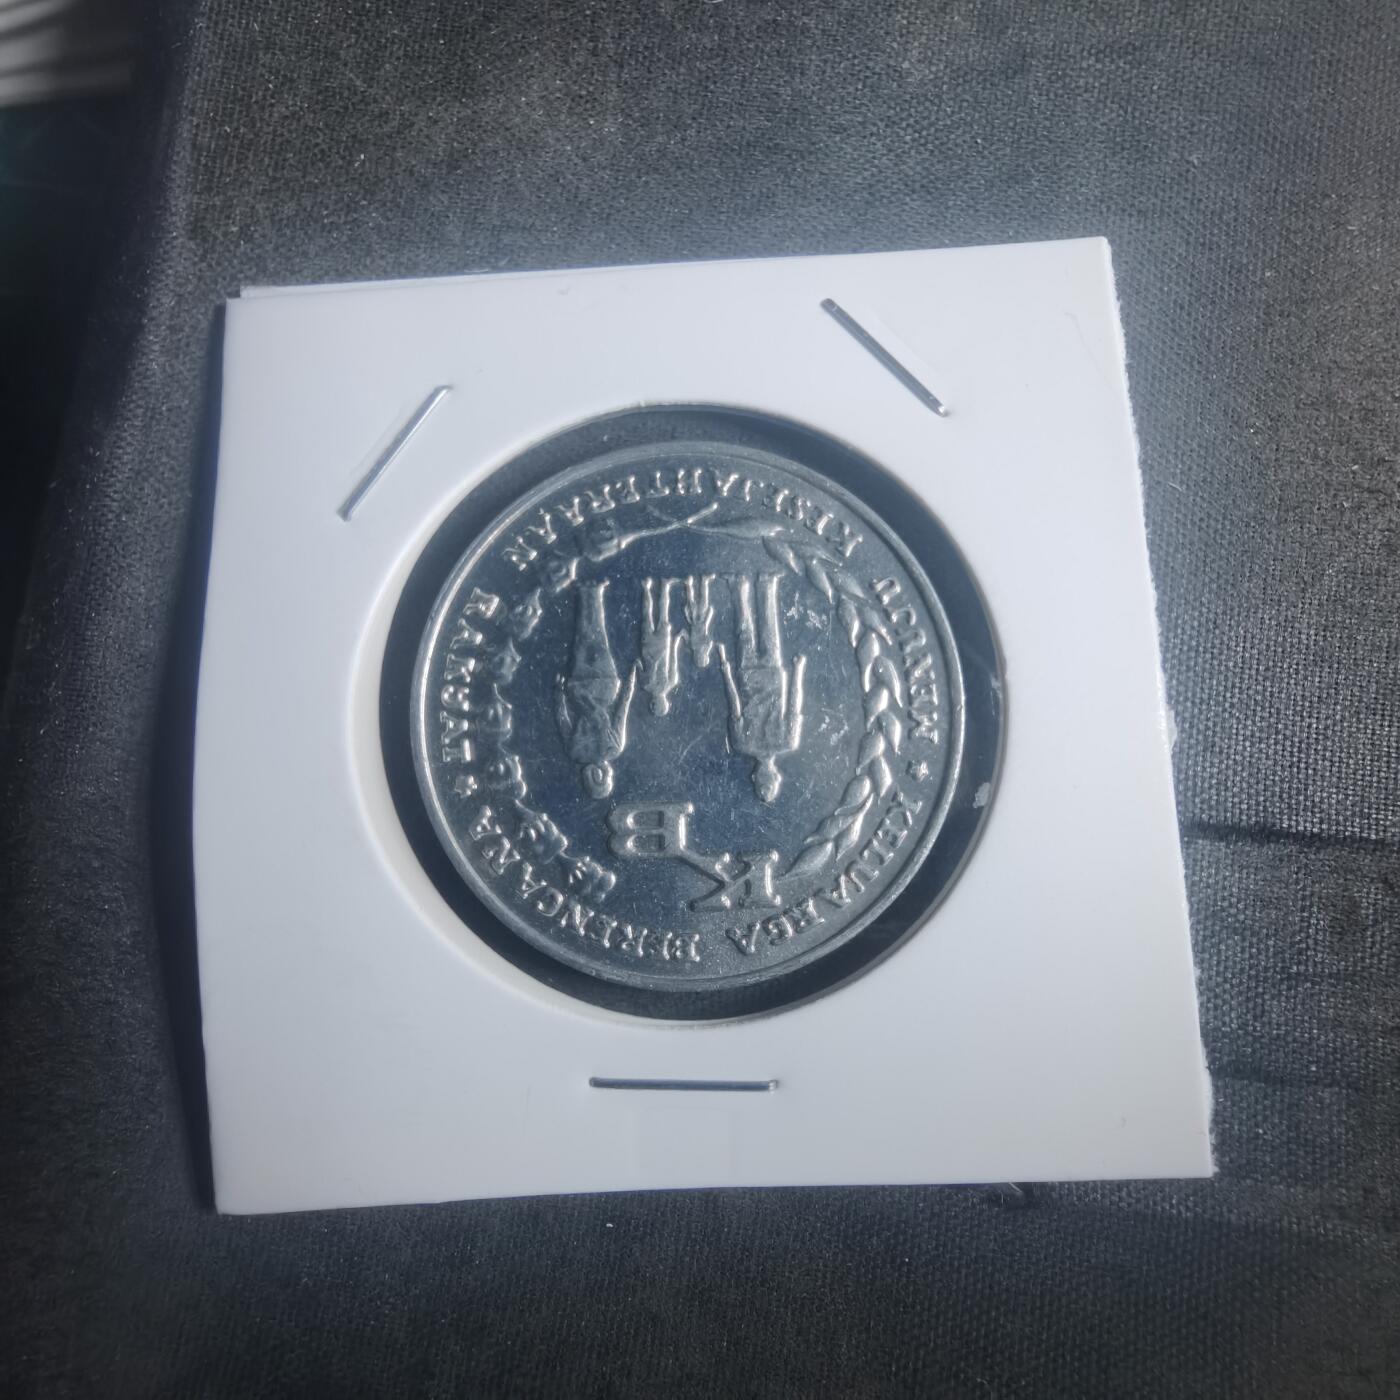 KELUARGA BERENCANA
KB
MENUJU KESEJAHTERAAN RAKYAT